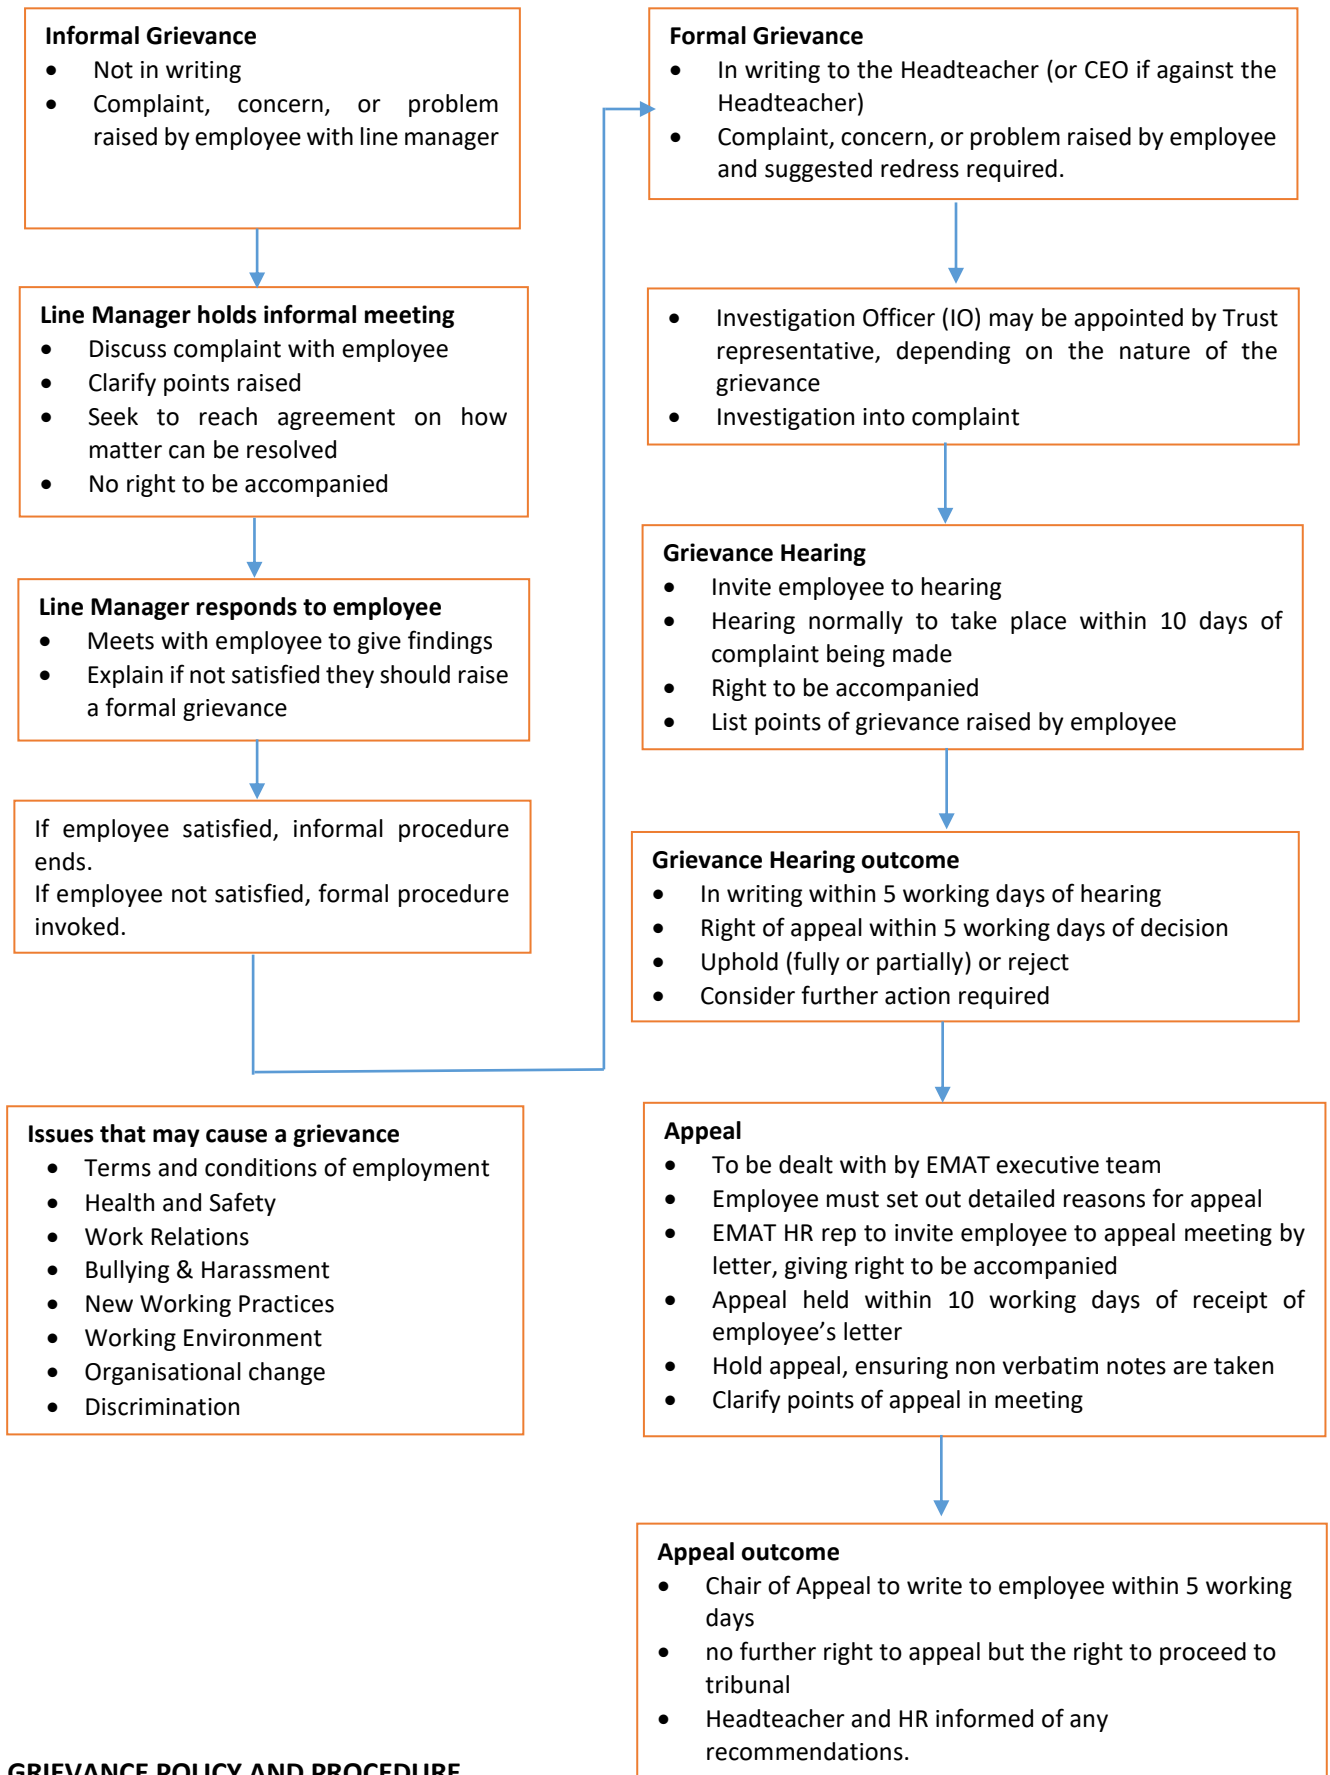 Informal Grievance
• Not in writing
• Complaint, concern, or problem
raised by employee with line manager
Line Manager holds informal meeting
• Discuss complaint with employee
• Clarify points raised
• Seek to reach agreement on how
matter can be resolved
• No right to be accompanied
Line Manager responds to employee
• Meets with employee to give findings
• Explain if not satisfied they should raise
a formal grievance
If employee satisfied, informal procedure
ends.
If employee not satisfied, formal procedure
invoked.
Formal Grievance
• In writing to the Headteacher (or CEO if against the
Headteacher)
• Complaint, concern, or problem raised by employee
and suggested redress required.
• Investigation Officer (IO) may be appointed by Trust
representative, depending on the nature of the
grievance
• Investigation into complaint
Grievance Hearing
• Invite employee to hearing
• Hearing normally to take place within 10 days of
complaint being made
• Right to be accompanied
• List points of grievance raised by employee
Grievance Hearing outcome
• In writing within 5 working days of hearing
• Right of appeal within 5 working days of decision
• Uphold (fully or partially) or reject
• Consider further action required
Appeal
• To be dealt with by EMAT executive team
• Employee must set out detailed reasons for appeal
• EMAT HR rep to invite employee to appeal meeting by
letter, giving right to be accompanied
• Appeal held within 10 working days of receipt of
employee’s letter
• Hold appeal, ensuring non verbatim notes are taken
• Clarify points of appeal in meeting
Appeal outcome
• Chair of Appeal to write to employee within 5 working
days
• no further right to appeal but the right to proceed to
tribunal
• Headteacher and HR informed of any
recommendations.
Issues that may cause a grievance
• Terms and conditions of employment
• Health and Safety
• Work Relations
• Bullying & Harassment
• New Working Practices
• Working Environment
• Organisational change
• Discrimination
GRIEVANCE POLICY AND PROCEDURE